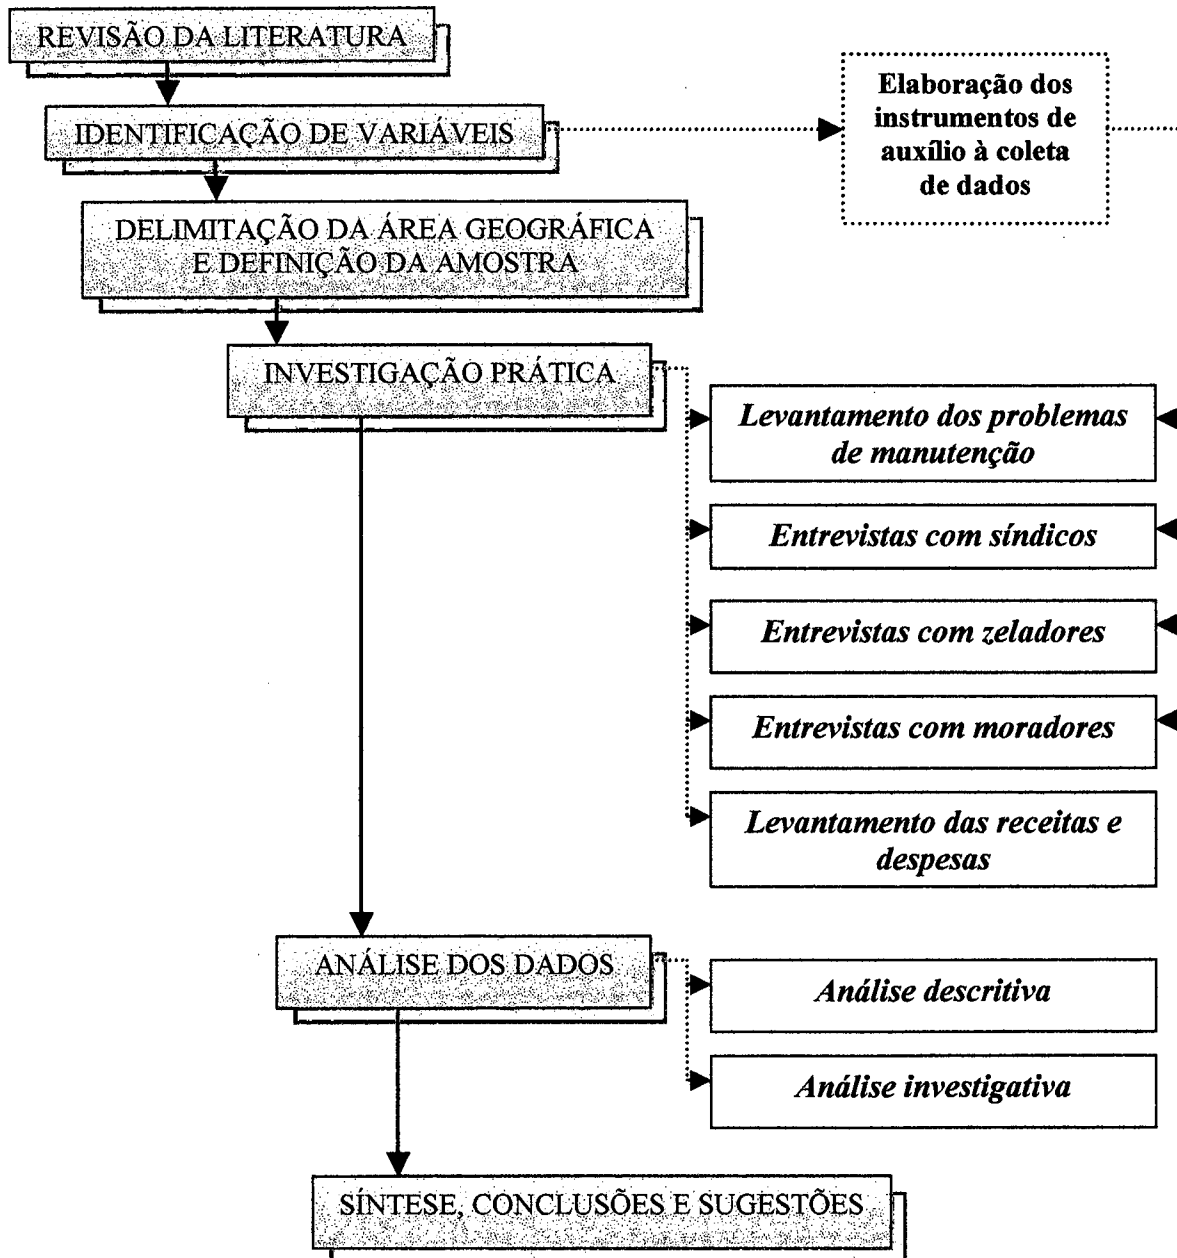 REVISÃO DA LITERATURA
IDENTIFICAÇÃO DE VARIÁVEIS
Elaboração dos
instrumentos de
auxílio à coleta
de dados
DELIMITAÇÃO DA ÁREA GEOGRÁFICA
E DEFINIÇÃO DA AMOSTRA
INVESTIGAÇÃO PRÁTICA
Levantamento dos problemas
de manutenção
Entrevistas com síndicos
Entrevistas com zeladores
Entrevistas com moradores
Levantamento das receitas e
despesas
ANÁLISE DOS DADOS
Análise descritiva
Análise investigativa
SÍNTESE, CONCLUSÕES E SUGESTÕES